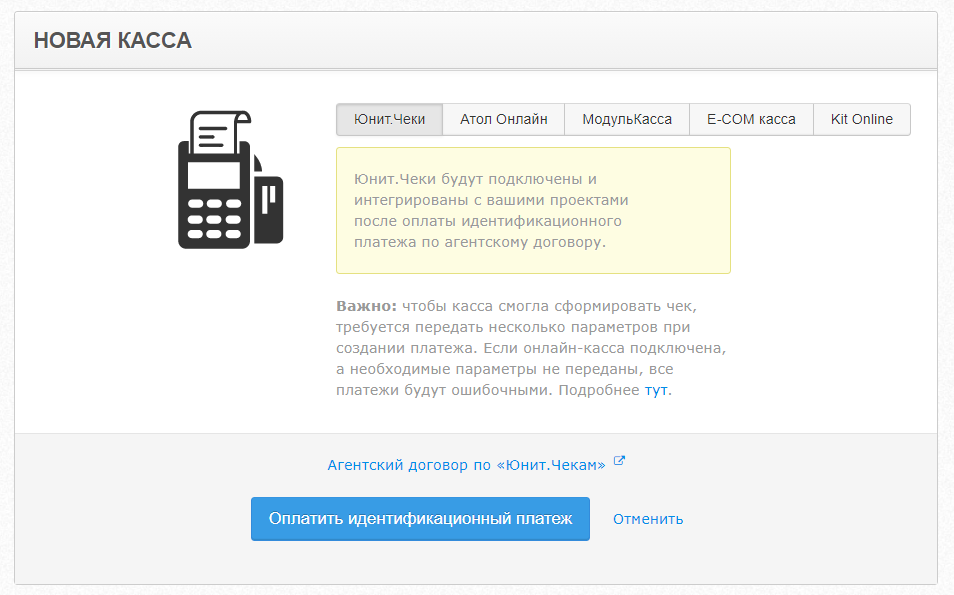 НОВАЯ КАССА
Юнит.Чеки Атол Онлайн МодульКасса E-COM касса Kit Online
Юнит.Чеки будут подключены и
интегрированы с вашими проектами
после оплаты идентификационного
платежа по агентскому договору.
Важно: чтобы касса смогла сформировать чек,
требуется передать несколько параметров при
создании платежа. Если онлайн-касса подключена,
а необходимые параметры не переданы, все
платежи будут ошибочными. Подробнее тут.
Агентский договор по «Юнит.Чекам»
Оплатить идентификационный платеж Отменить